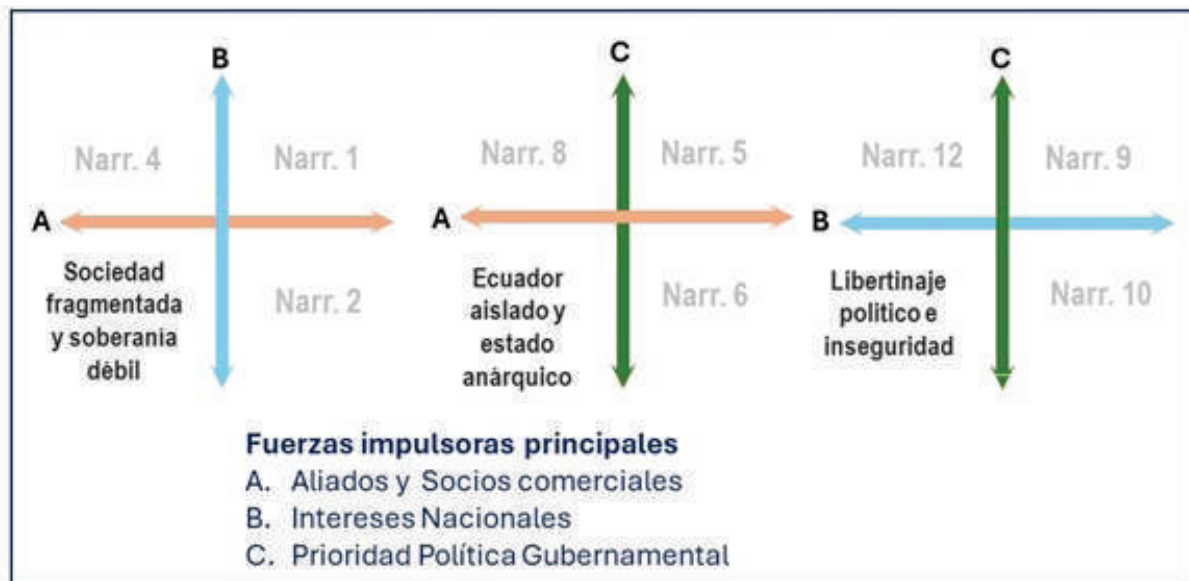 B
Narr. 4
Narr. 1
A
Sociedad
fragmentada
y soberanía
débil
Narr. 2
C
Narr. 8
Narr. 5
A
Ecuador
aislado y
estado
anárquico
Narr. 6
C
Narr. 12
Narr. 9
B
Libertinaje
político e
inseguridad
Narr. 10
Fuerzas impulsoras principales
A. Aliados y Socios comerciales
B. Intereses Nacionales
C. Prioridad Política Gubernamental